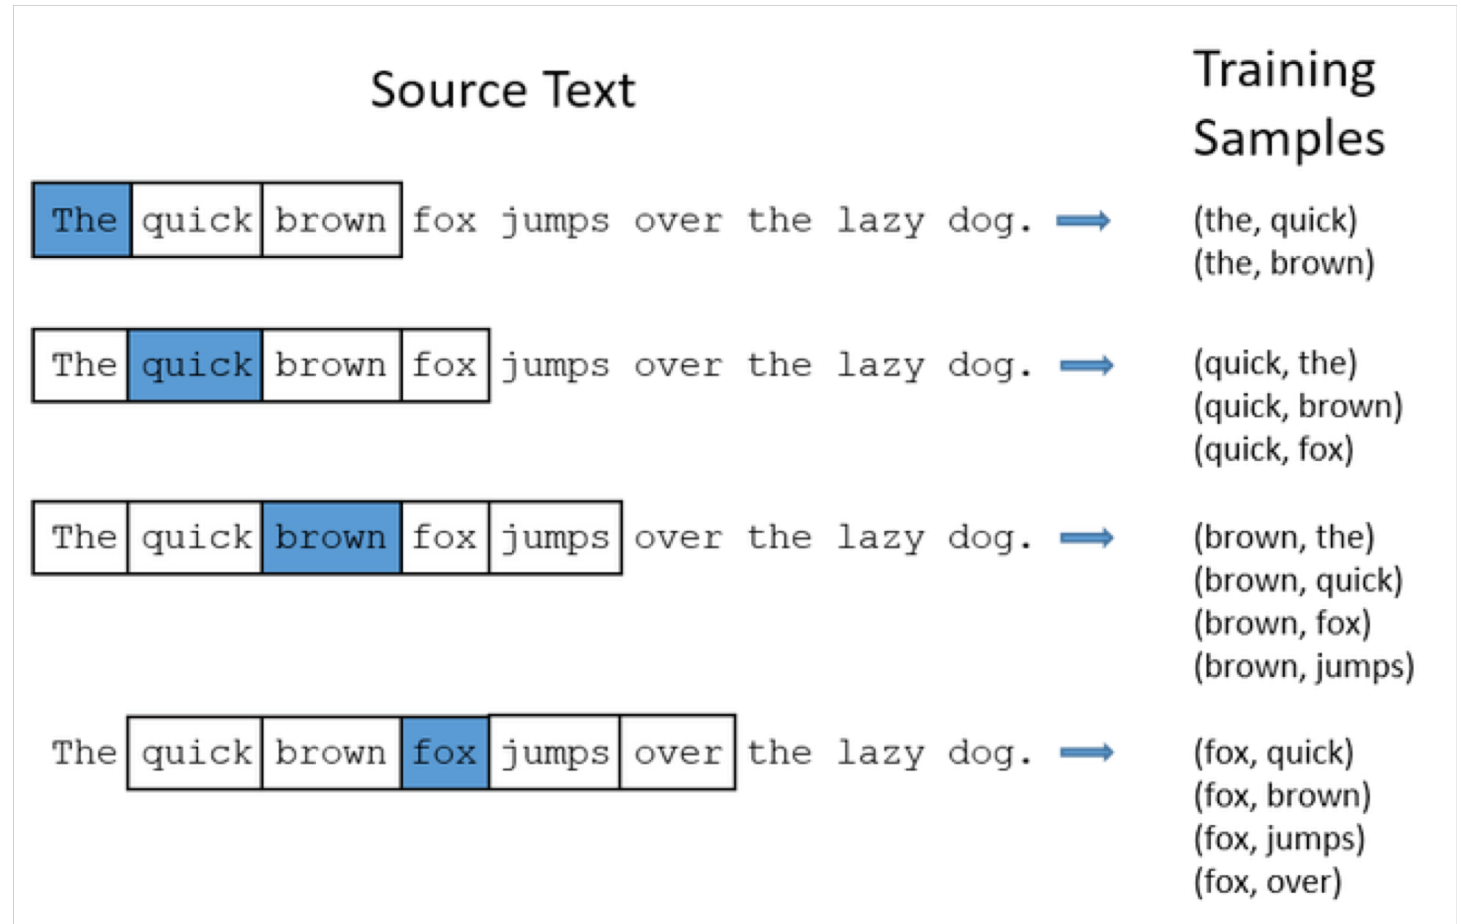 Source Text
Training
Samples
The quick brown fox jumps over the lazy dog.
(the, quick)
(the, brown)
The quick brown fox jumps over the lazy dog.
(quick, the)
(quick, brown)
(quick, fox)
The quick brown fox jumps over the lazy dog.
(brown, the)
(brown, quick)
(brown, fox)
(brown, jumps)
The quick brown fox jumps over the lazy dog.
(fox, quick)
(fox, brown)
(fox, jumps)
(fox, over)